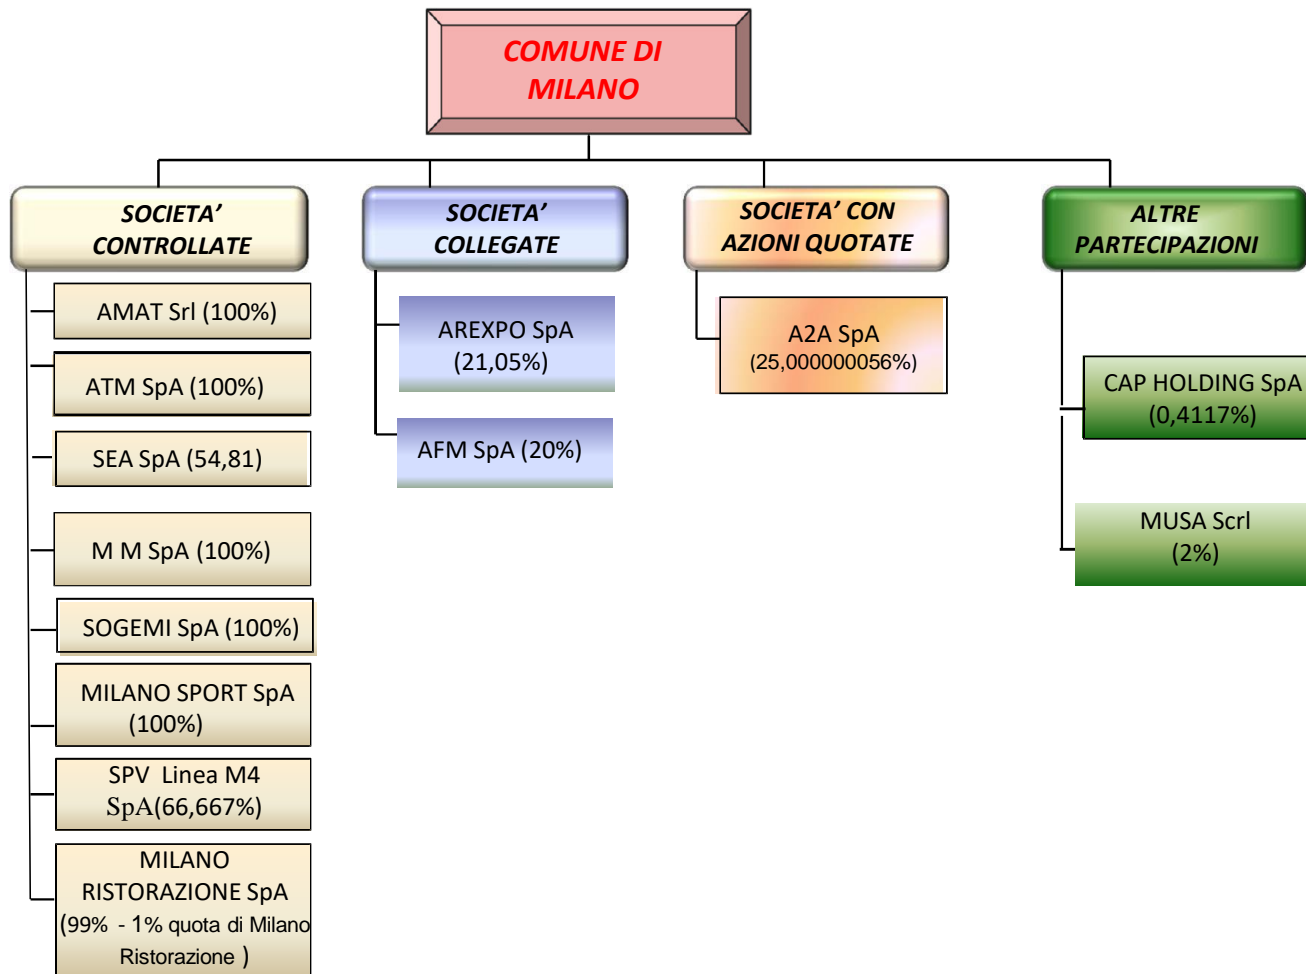 COMUNE DI
MILANO
SOCIETA’
CONTROLLATE
AMAT Srl (100%)
ATM SpA (100%)
SEA SpA (54,81)
M M SpA (100%)
SOGEMI SpA (100%)
MILANO SPORT SpA
(100%)
SPV Linea M4
SpA(66,667%)
MILANO
RISTORAZIONE SpA
(99% - 1% quota di Milano
Ristorazione )
SOCIETA’
COLLEGATE
AREXPO SpA
(21,05%)
AFM SpA (20%)
SOCIETA’ CON
AZIONI QUOTATE
A2A SpA
(25,000000056%)
ALTRE
PARTECIPAZIONI
CAP HOLDING SpA
(0,4117%)
MUSA Scrl
(2%)